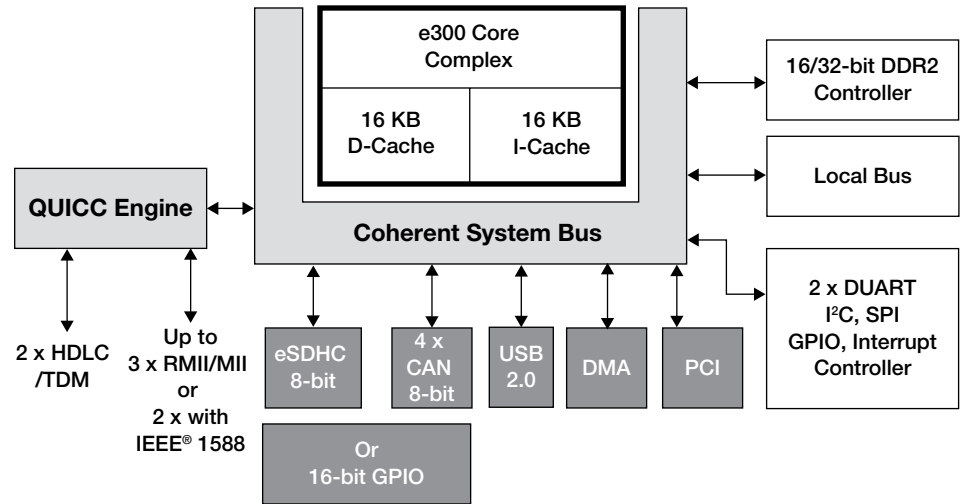 e300 Core
Complex
16 KB
D-Cache
16 KB
I-Cache
16/32-bit DDR2
Controller
Local Bus
QUICC Engine
Coherent System Bus
2 x DUART
I²C, SPI
GPIO, Interrupt
Controller
2 x HDLC
/TDM
Up to
3 x RMII/MII
or
2 x with
IEEE® 1588
eSDHC
8-bit
4 x
CAN
8-bit
USB
2.0
DMA
PCI
Or
16-bit GPIO